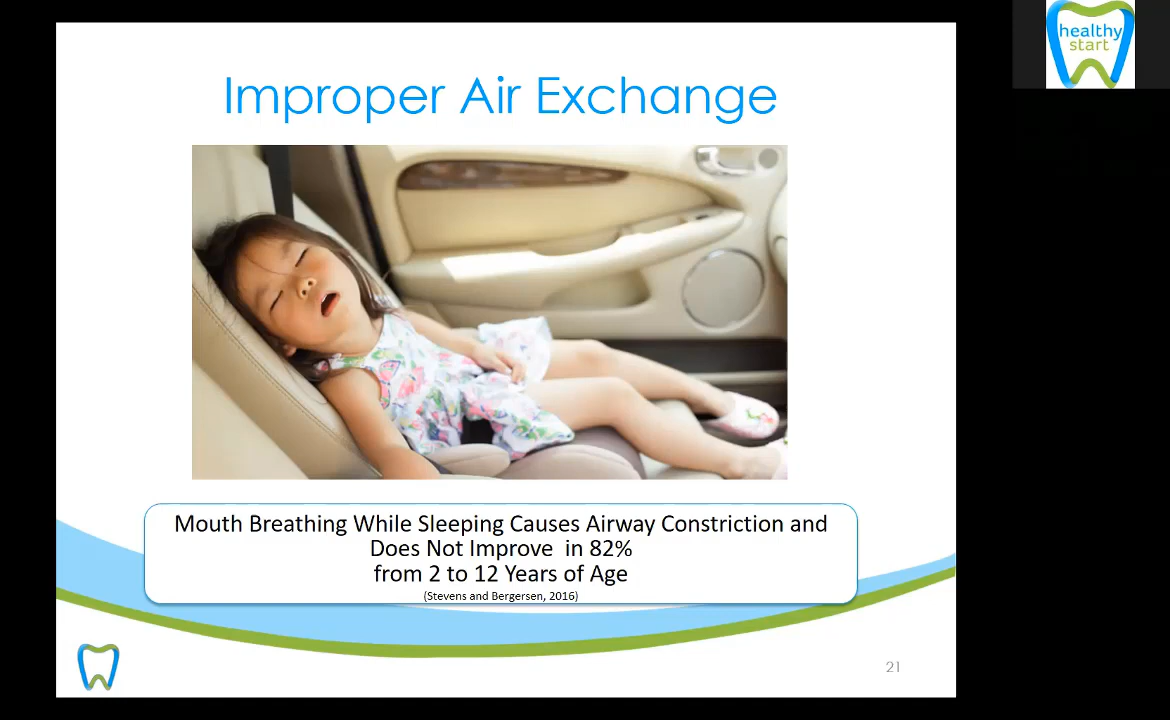 healthy
start
Improper Air Exchange
Mouth Breathing While Sleeping Causes Airway Constriction and
Does Not Improve  in 82%
from 2 to 12 Years of Age
(Stevens and Bergersen, 2016)
21